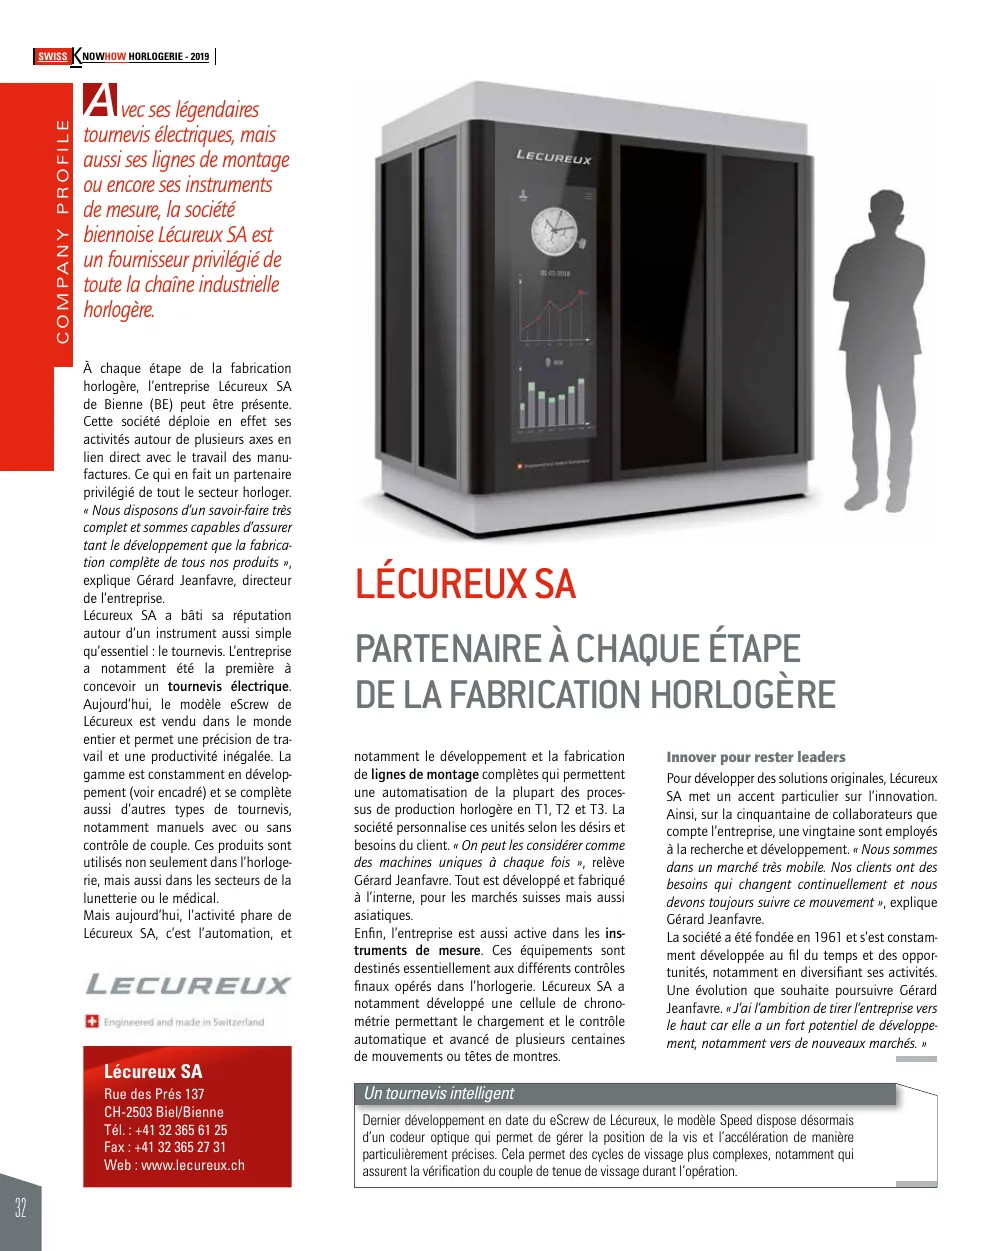 SWISS KNOWHOW HORLOGERIE - 2019
COMPANY PROFILE
Avec ses légendaires
tournevis électriques, mais
aussi ses lignes de montage
ou encore ses instruments
de mesure, la société
biennoise Lécureux SA est
un fournisseur privilégié de
toute la chaîne industrielle
horlogère.
À chaque étape de la fabrication
horlogère, l’entreprise Lécureux SA
de Bienne (BE) peut être présente.
Cette société déploie en effet ses
activités autour de plusieurs axes en
lien direct avec le travail des manu-
factures. Ce qui en fait un partenaire
privilégié de tout le secteur horloger.
« Nous disposons d’un savoir-faire très
complet et sommes capables d’assurer
tant le développement que la fabrica-
tion complète de tous nos produits »,
explique Gérard Jeanfavre, directeur
de l’entreprise.
Lécureux SA a bâti sa réputation
autour d’un instrument aussi simple
qu’essentiel : le tournevis. L’entreprise
a notamment été la première à
concevoir un tournevis électrique.
Aujourd’hui, le modèle eScrew de
Lécureux est vendu dans le monde
entier et permet une précision de tra-
vail et une productivité inégalée. La
gamme est constamment en dévelop-
pement (voir encadré) et se complète
aussi d’autres types de tournevis,
notamment manuels avec ou sans
contrôle de couple. Ces produits sont
utilisés non seulement dans l’horloge-
rie, mais aussi dans les secteurs de la
lunetterie ou le médical.
Mais aujourd’hui, l’activité phare de
Lécureux SA, c’est l’automation, et
LECUREUX
Engineered and made in Switzerland
Lécureux SA
Rue des Prés 137
CH-2503 Biel/Bienne
Tél. : +41 32 365 61 25
Fax : +41 32 365 27 31
Web : www.lecureux.ch
LECUREUX
01-01-2018
Engineered and made in Switzerland
LÉCUREUX SA
PARTENAIRE À CHAQUE ÉTAPE
DE LA FABRICATION HORLOGÈRE
notamment le développement et la fabrication
de lignes de montage complètes qui permettent
une automatisation de la plupart des proces-
sus de production horlogère en T1, T2 et T3. La
société personnalise ces unités selon les désirs et
besoins du client. « On peut les considérer comme
des machines uniques à chaque fois », relève
Gérard Jeanfavre. Tout est développé et fabriqué
à l’interne, pour les marchés suisses mais aussi
asiatiques.
Enfin, l’entreprise est aussi active dans les ins-
truments de mesure. Ces équipements sont
destinés essentiellement aux différents contrôles
finaux opérés dans l’horlogerie. Lécureux SA a
notamment développé une cellule de chrono-
métrie permettant le chargement et le contrôle
automatique et avancé de plusieurs centaines
de mouvements ou têtes de montres.
Innover pour rester leaders
Pour développer des solutions originales, Lécureux
SA met un accent particulier sur l’innovation.
Ainsi, sur la cinquantaine de collaborateurs que
compte l’entreprise, une vingtaine sont employés
à la recherche et développement. « Nous sommes
dans un marché très mobile. Nos clients ont des
besoins qui changent continuellement et nous
devons toujours suivre ce mouvement », explique
Gérard Jeanfavre.
La société a été fondée en 1961 et s’est constam-
ment développée au fil du temps et des oppor-
tunités, notamment en diversifiant ses activités.
Une évolution que souhaite poursuivre Gérard
Jeanfavre. « J’ai l’ambition de tirer l’entreprise vers
le haut car elle a un fort potentiel de développe-
ment, notamment vers de nouveaux marchés. »
Un tournevis intelligent
Dernier développement en date du eScrew de Lécureux, le modèle Speed dispose désormais
d’un codeur optique qui permet de gérer la position de la vis et l’accélération de manière
particulièrement précises. Cela permet des cycles de vissage plus complexes, notamment qui
assurent la vérification du couple de tenue de vissage durant l’opération.
32